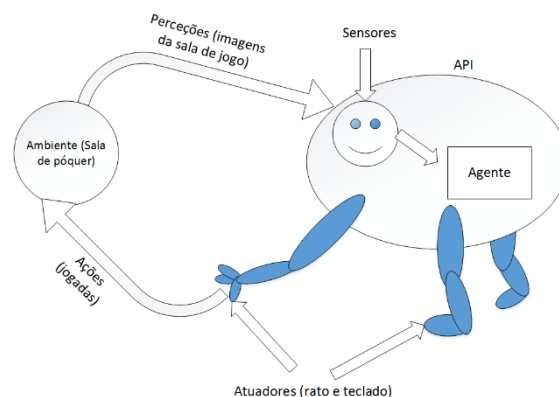 Perceções (imagens
da sala de jogo)
Sensores
API
Ambiente (Sala
de póquer)
Agente
Ações
(jogadas)
Atuadores (rato e teclado)